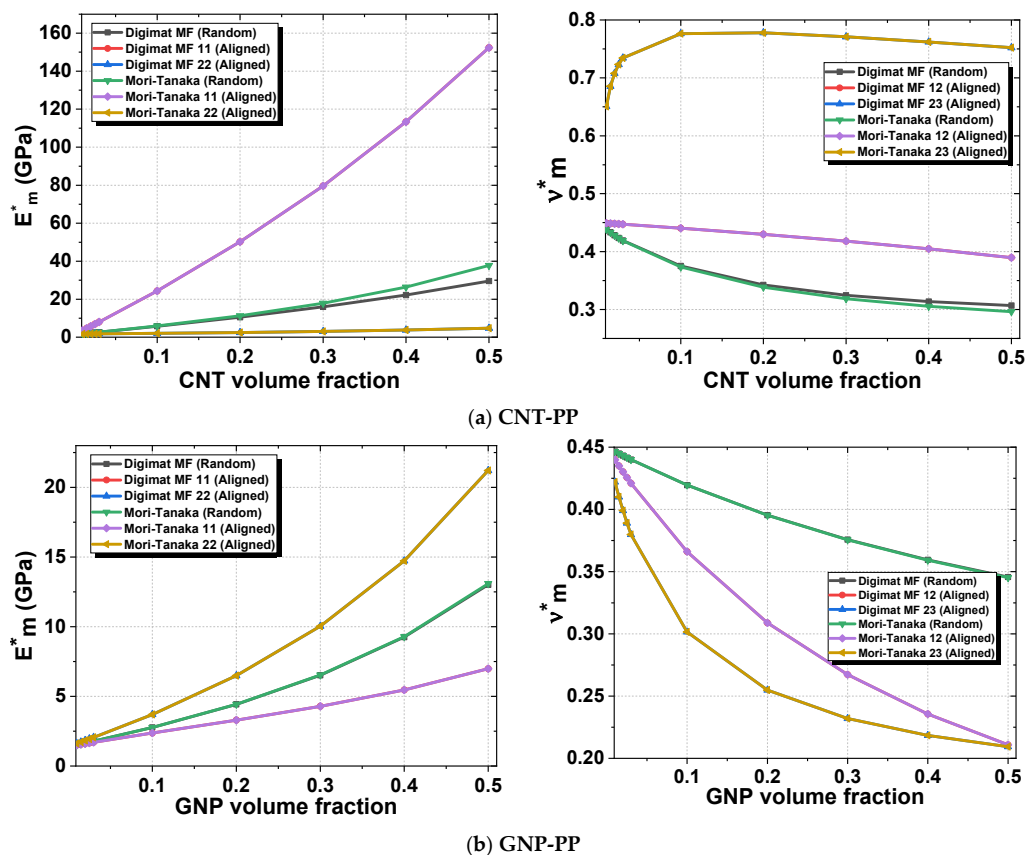 160
140
120
100
80
60
40
20
0
E*m (GPa)
Digimat MF (Random)
Digimat MF 11 (Aligned)
Digimat MF 22 (Aligned)
Mori-Tanaka (Random)
Mori-Tanaka 11 (Aligned)
Mori-Tanaka 22 (Aligned)
0.1 0.2 0.3 0.4 0.5
CNT volume fraction
0.8
0.7
0.6
0.5
0.4
0.3
ν*m
Digimat MF (Random)
Digimat MF 12 (Aligned)
Digimat MF 23 (Aligned)
Mori-Tanaka (Random)
Mori-Tanaka 12 (Aligned)
Mori-Tanaka 23 (Aligned)
0.1 0.2 0.3 0.4 0.5
CNT volume fraction
(a) CNT-PP
20
15
10
5
0
E*m (GPa)
Digimat MF (Random)
Digimat MF 11 (Aligned)
Digimat MF 22 (Aligned)
Mori-Tanaka (Random)
Mori-Tanaka 11 (Aligned)
Mori-Tanaka 22 (Aligned)
0.1 0.2 0.3 0.4 0.5
GNP volume fraction
0.45
0.40
0.35
0.30
0.25
0.20
ν*m
Digimat MF (Random)
Digimat MF 12 (Aligned)
Digimat MF 23 (Aligned)
Mori-Tanaka (Random)
Mori-Tanaka 12 (Aligned)
Mori-Tanaka 23 (Aligned)
0.1 0.2 0.3 0.4 0.5
GNP volume fraction
(b) GNP-PP